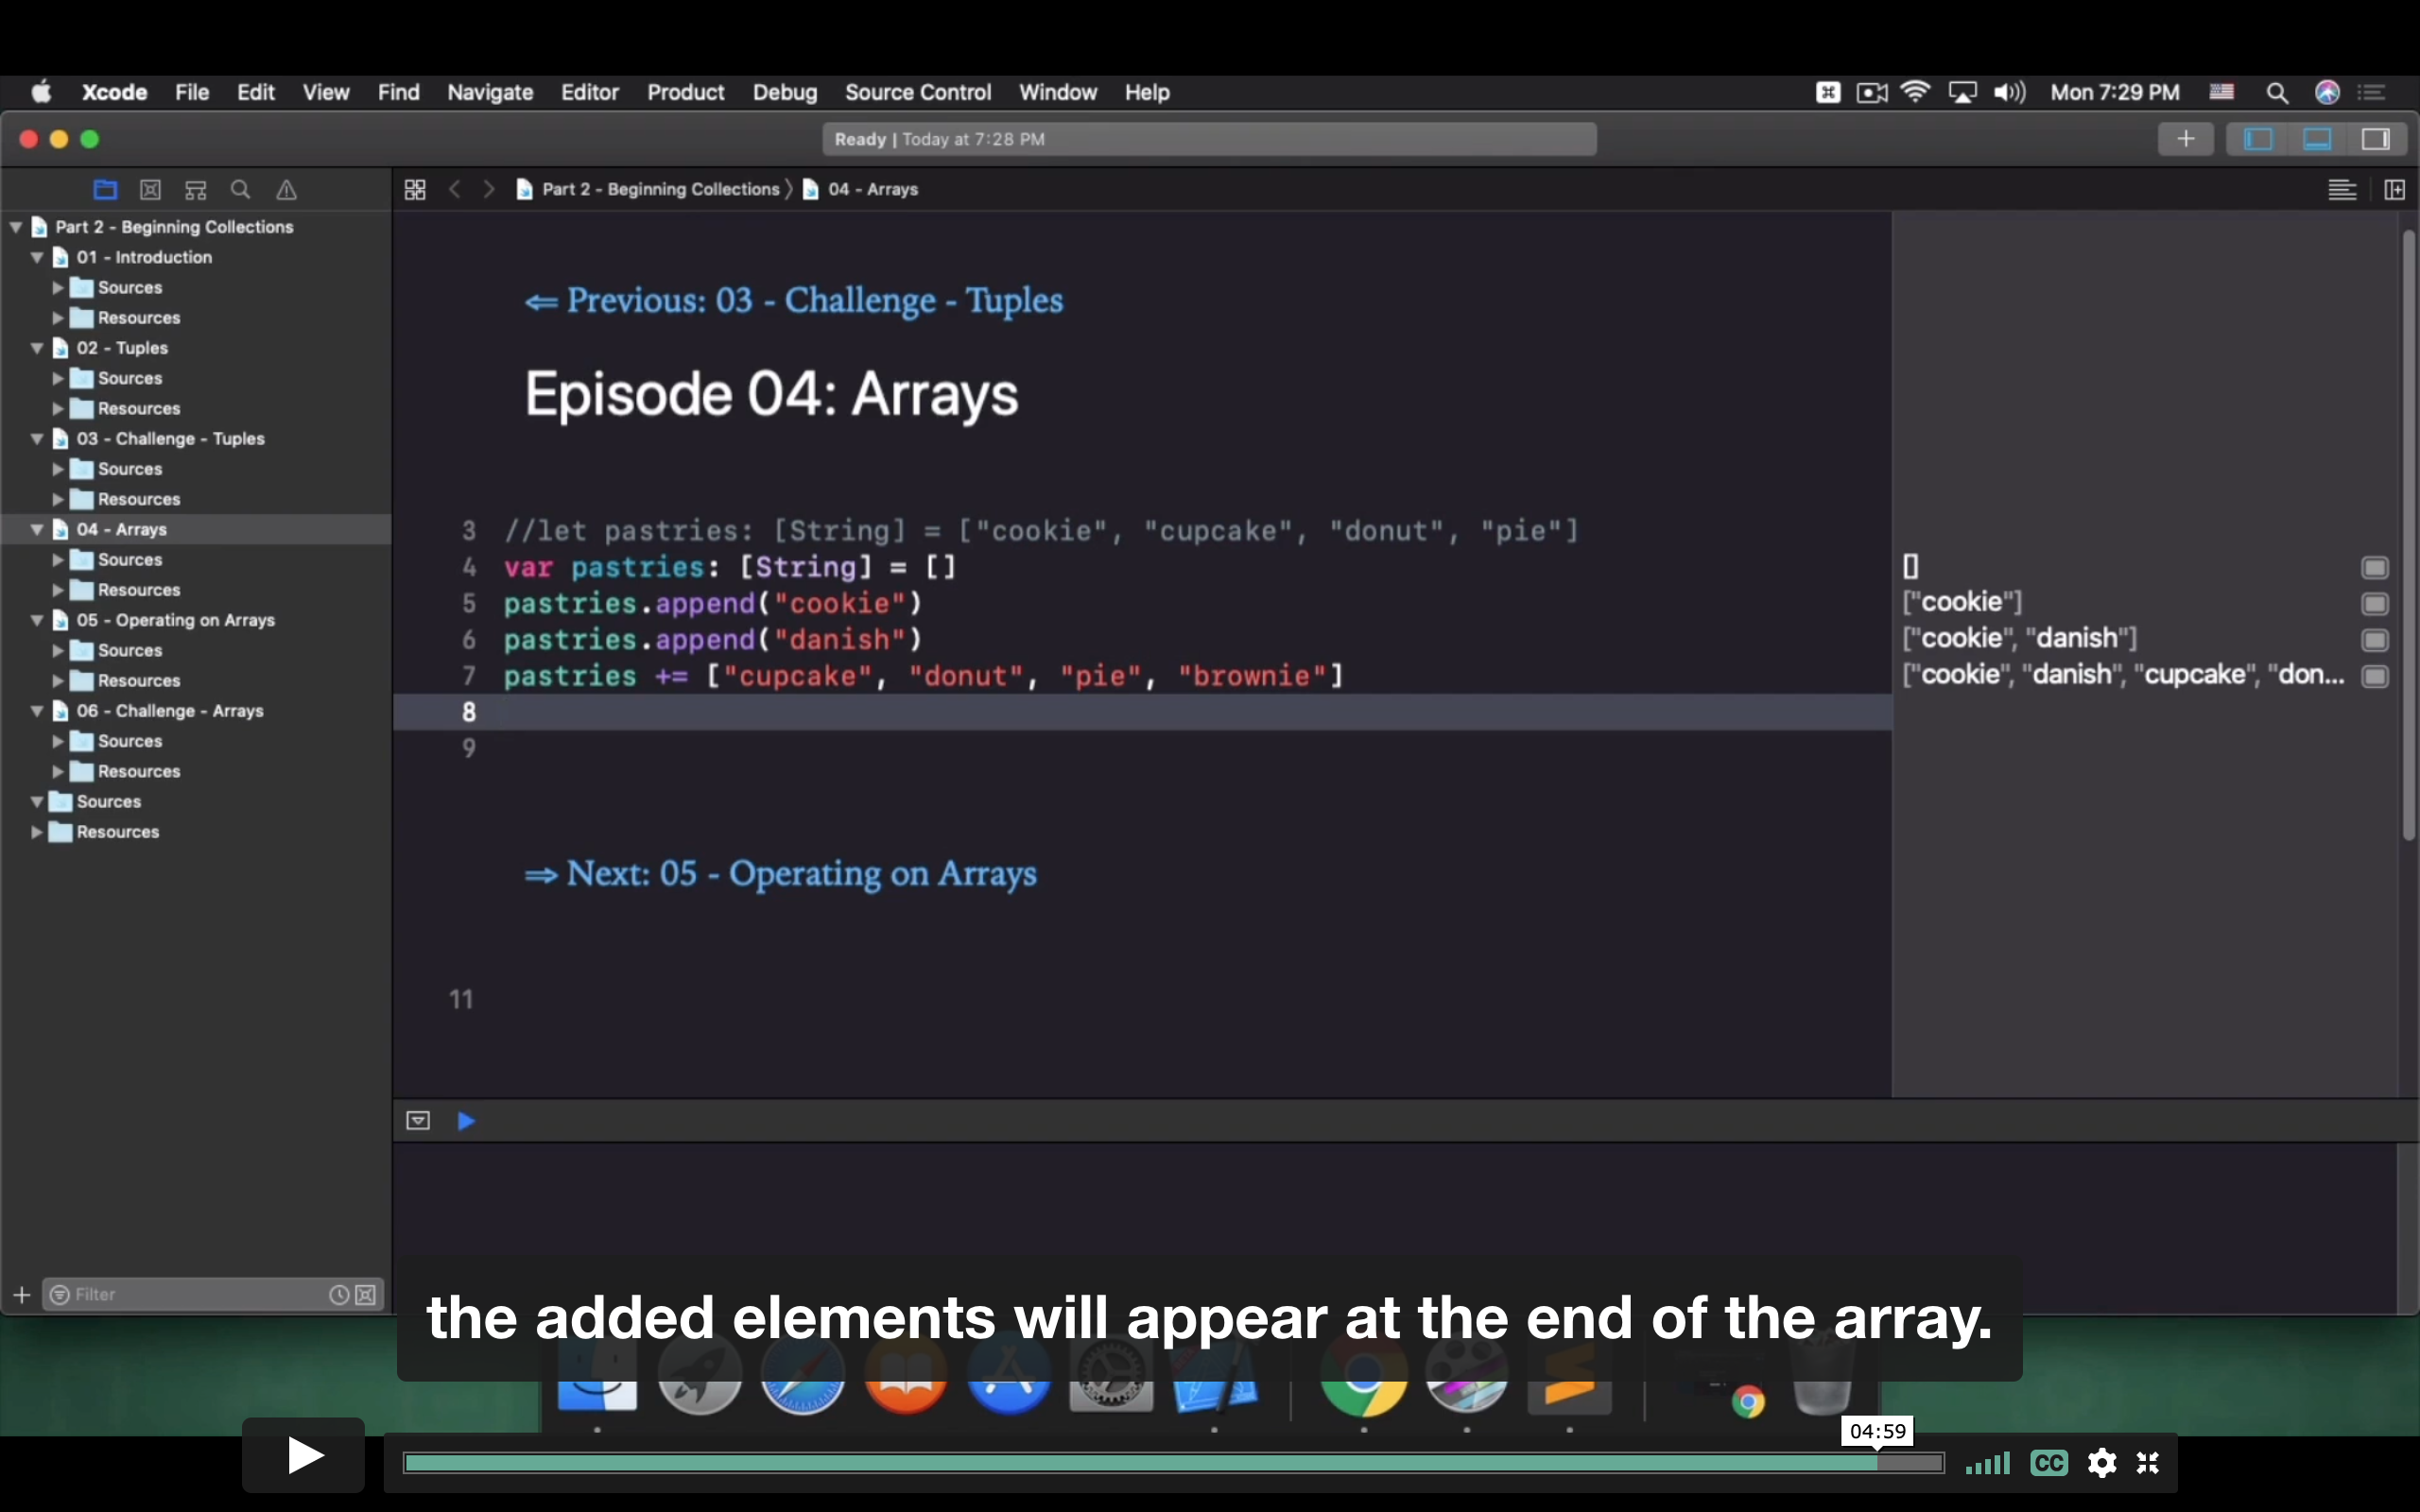 Xcode File Edit View Find Navigate Editor Product Debug Source Control Window Help Mon 7:29 PM
Ready | Today at 7:28 PM
Part 2 - Beginning Collections 〉 04 - Arrays
Part 2 - Beginning Collections
01 - Introduction
Sources
Resources
02 - Tuples
Sources
Resources
03 - Challenge - Tuples
Sources
Resources
04 - Arrays
Sources
Resources
05 - Operating on Arrays
Sources
Resources
06 - Challenge - Arrays
Sources
Resources
Sources
Resources
Filter
⇐ Previous: 03 - Challenge - Tuples
Episode 04: Arrays
3 //let pastries: [String] = ["cookie", "cupcake", "donut", "pie"]
4 var pastries: [String] = []
5 pastries.append("cookie")
6 pastries.append("danish")
7 pastries += ["cupcake", "donut", "pie", "brownie"]
8
9
⇒ Next: 05 - Operating on Arrays
11
[]
["cookie"]
["cookie", "danish"]
["cookie", "danish", "cupcake", "don...
the added elements will appear at the end of the array.
04:59
CC